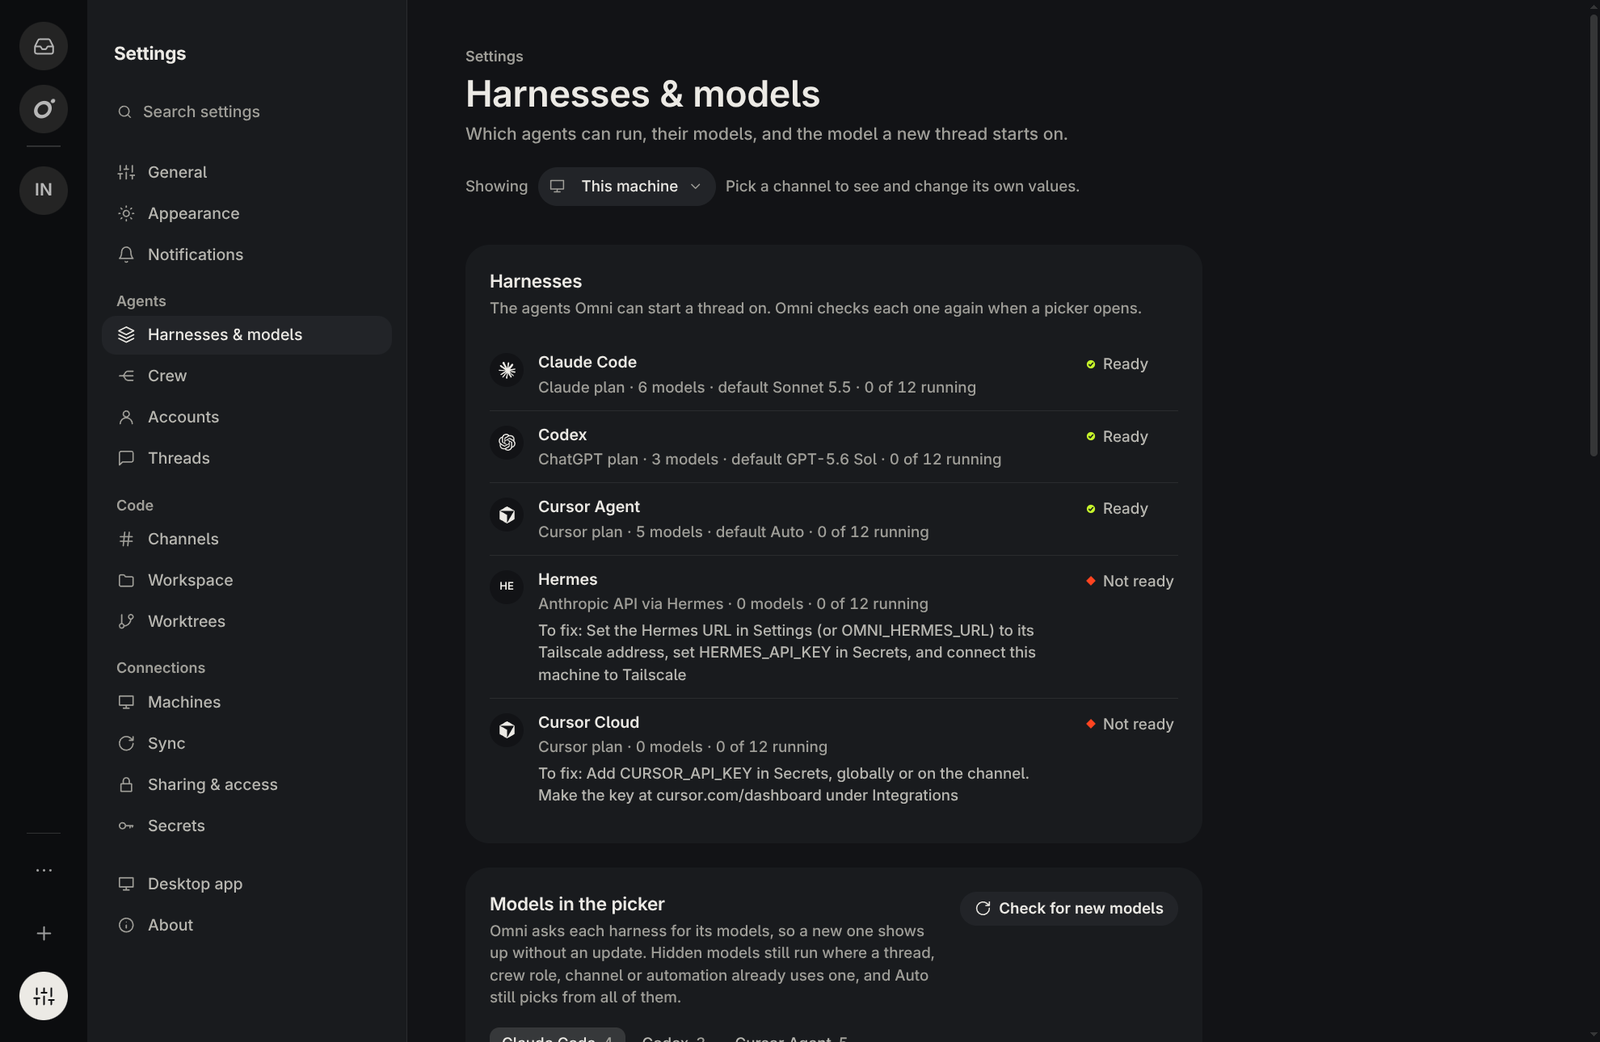 IN
Settings
Search settings
General
Appearance
Notifications
Agents
Harnesses & models
Crew
Accounts
Threads
Code
Channels
Workspace
Worktrees
Connections
Machines
Sync
Sharing & access
Secrets
Desktop app
About
Settings
Harnesses & models
Which agents can run, their models, and the model a new thread starts on.
Showing This machine Pick a channel to see and change its own values.
Harnesses
The agents Omni can start a thread on. Omni checks each one again when a picker opens.
Claude Code Ready
Claude plan · 6 models · default Sonnet 5.5 · 0 of 12 running
Codex Ready
ChatGPT plan · 3 models · default GPT-5.6 Sol · 0 of 12 running
Cursor Agent Ready
Cursor plan · 5 models · default Auto · 0 of 12 running
HE Hermes Not ready
Anthropic API via Hermes · 0 models · 0 of 12 running
To fix: Set the Hermes URL in Settings (or OMNI_HERMES_URL) to its
Tailscale address, set HERMES_API_KEY in Secrets, and connect this
machine to Tailscale
Cursor Cloud Not ready
Cursor plan · 0 models · 0 of 12 running
To fix: Add CURSOR_API_KEY in Secrets, globally or on the channel.
Make the key at cursor.com/dashboard under Integrations
Models in the picker Check for new models
Omni asks each harness for its models, so a new one shows
up without an update. Hidden models still run where a thread,
crew role, channel or automation already uses one, and Auto
still picks from all of them.
Claude Code Codex Cursor Agent